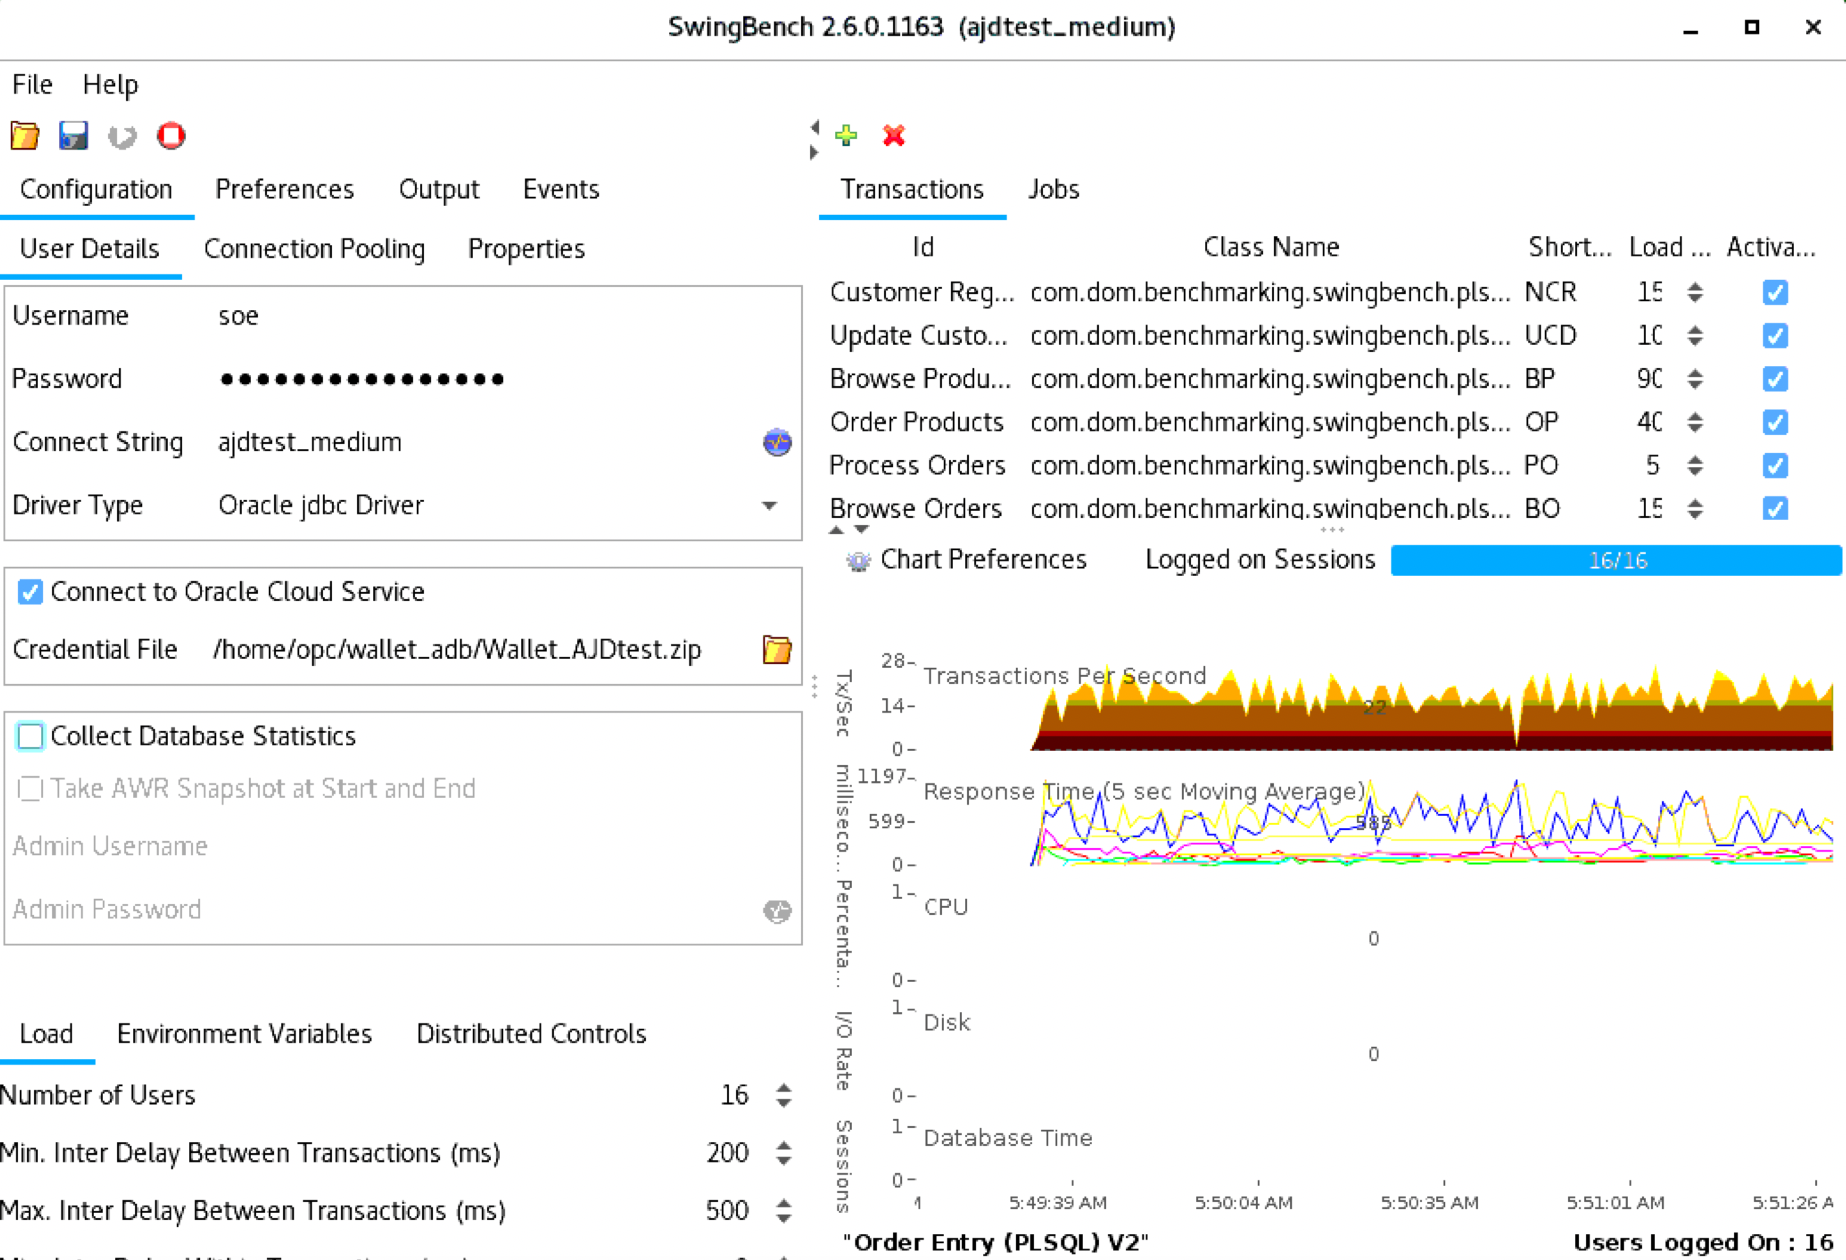 SwingBench 2.6.0.1163 (ajdtest_medium)
File Help
Configuration Preferences Output Events
User Details Connection Pooling Properties
Username soe
Password ••••••••••••••••
Connect String ajdtest_medium
Driver Type Oracle jdbc Driver
Connect to Oracle Cloud Service
Credential File /home/opc/wallet_adb/Wallet_AJDtest.zip
Collect Database Statistics
Take AWR Snapshot at Start and End
Admin Username
Admin Password
Load Environment Variables Distributed Controls
Number of Users 16
Min. Inter Delay Between Transactions (ms) 200
Max. Inter Delay Between Transactions (ms) 500
Transactions Jobs
Id Class Name Short... Load ... Activa...
Customer Reg... com.dom.benchmarking.swingbench.pls... NCR 15
Update Custo... com.dom.benchmarking.swingbench.pls... UCD 10
Browse Produ... com.dom.benchmarking.swingbench.pls... BP 90
Order Products com.dom.benchmarking.swingbench.pls... OP 40
Process Orders com.dom.benchmarking.swingbench.pls... PO 5
Browse Orders com.dom.benchmarking.swingbench.pls... BO 15
Chart Preferences Logged on Sessions 16/16
Tx/Sec
28
14
0
Transactions Per Second
22
milliseco...
1197
599
0
Response Time (5 sec Moving Average)
585
Percenta...
1
0
CPU
0
I/O Rate
1
0
Disk
0
Sessions
1
0
Database Time
5:49:39 AM 5:50:04 AM 5:50:35 AM 5:51:01 AM 5:51:26 A
"Order Entry (PLSQL) V2" Users Logged On : 16